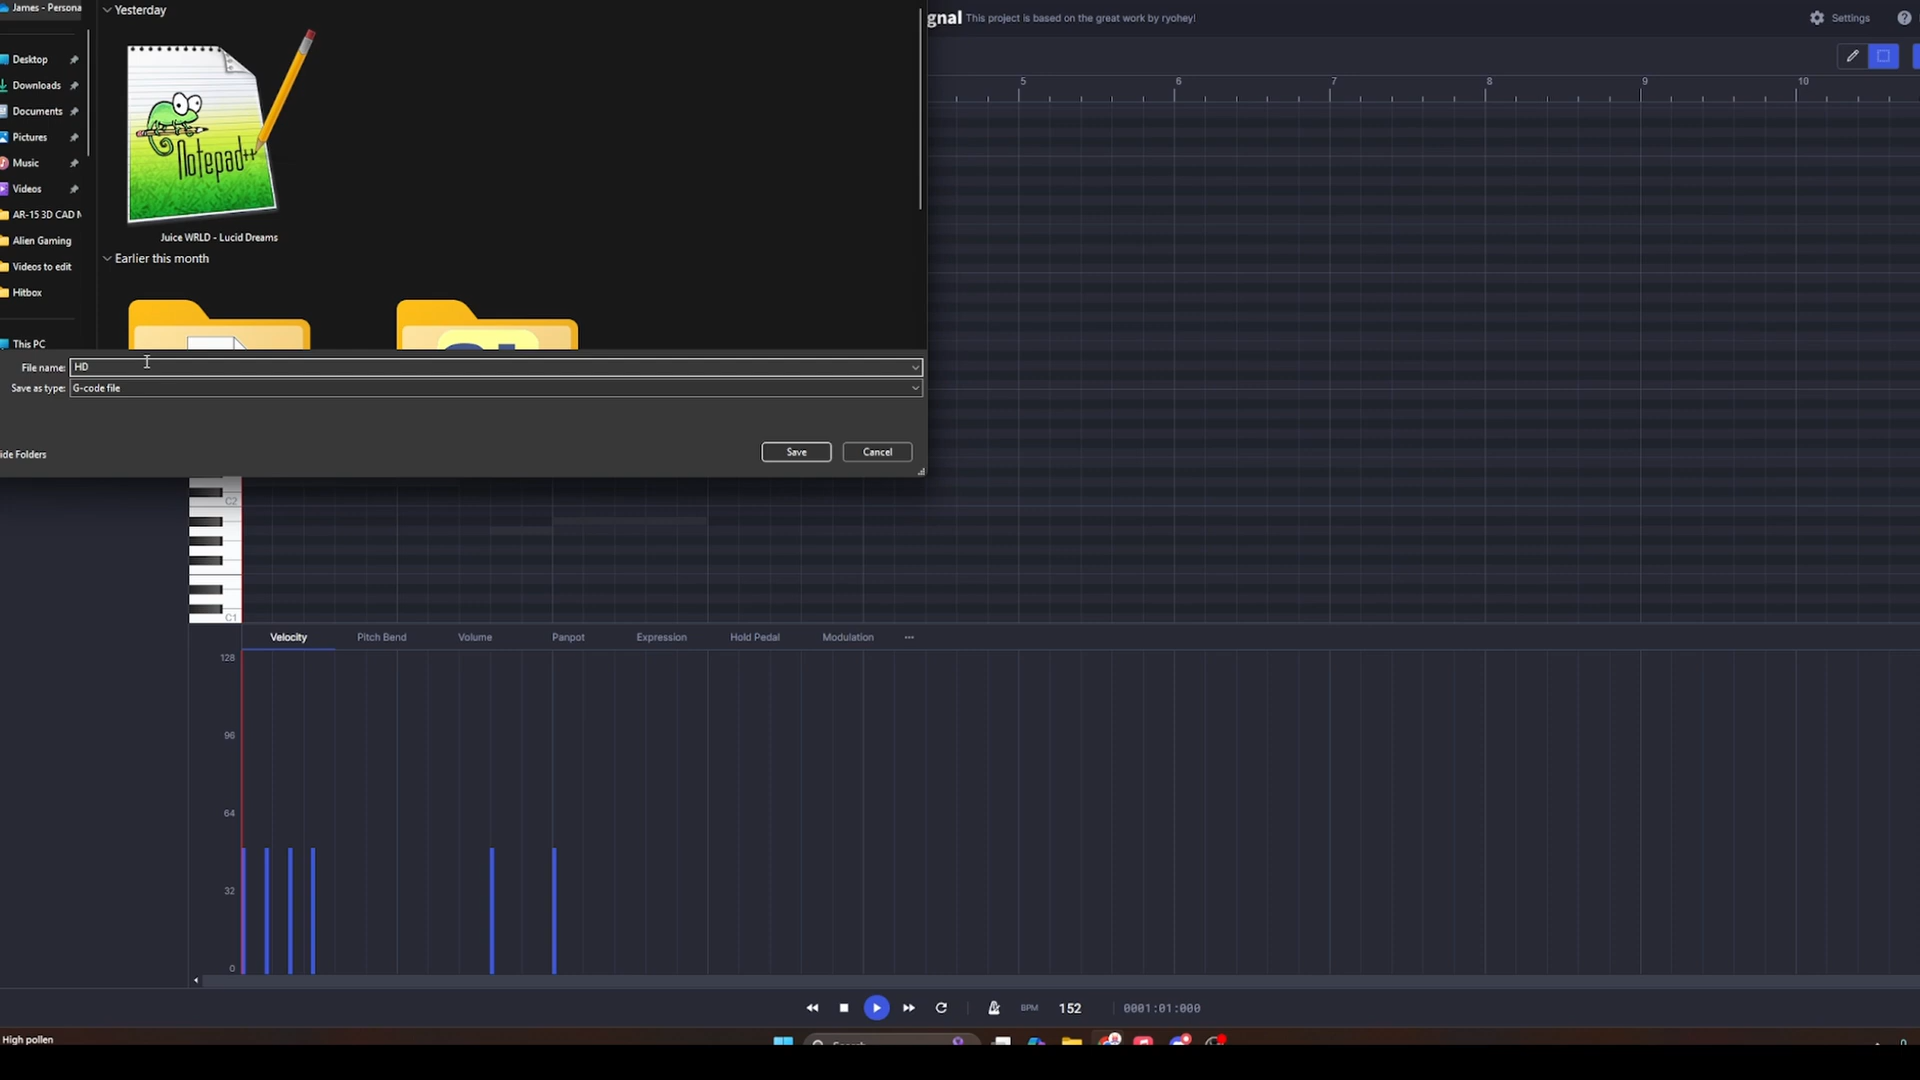 James - Persona
Yesterday
gnal This project is based on the great work by ryohey!
Settings
Desktop
Downloads
Documents
Pictures
Music
Videos
AR-15 3D CAD
Alien Gaming
Videos to edit
Hitbox
This PC
Notepad++
Juice WRLD - Lucid Dreams
Earlier this month
5 6 7 8 9 10
File name: HD
Save as type: G-code file
ide Folders
Save Cancel
C2
C1
Velocity Pitch Bend Volume Panpot Expression Hold Pedal Modulation ...
128
96
64
32
0
BPM 152 0001:01:000
High pollen
Search